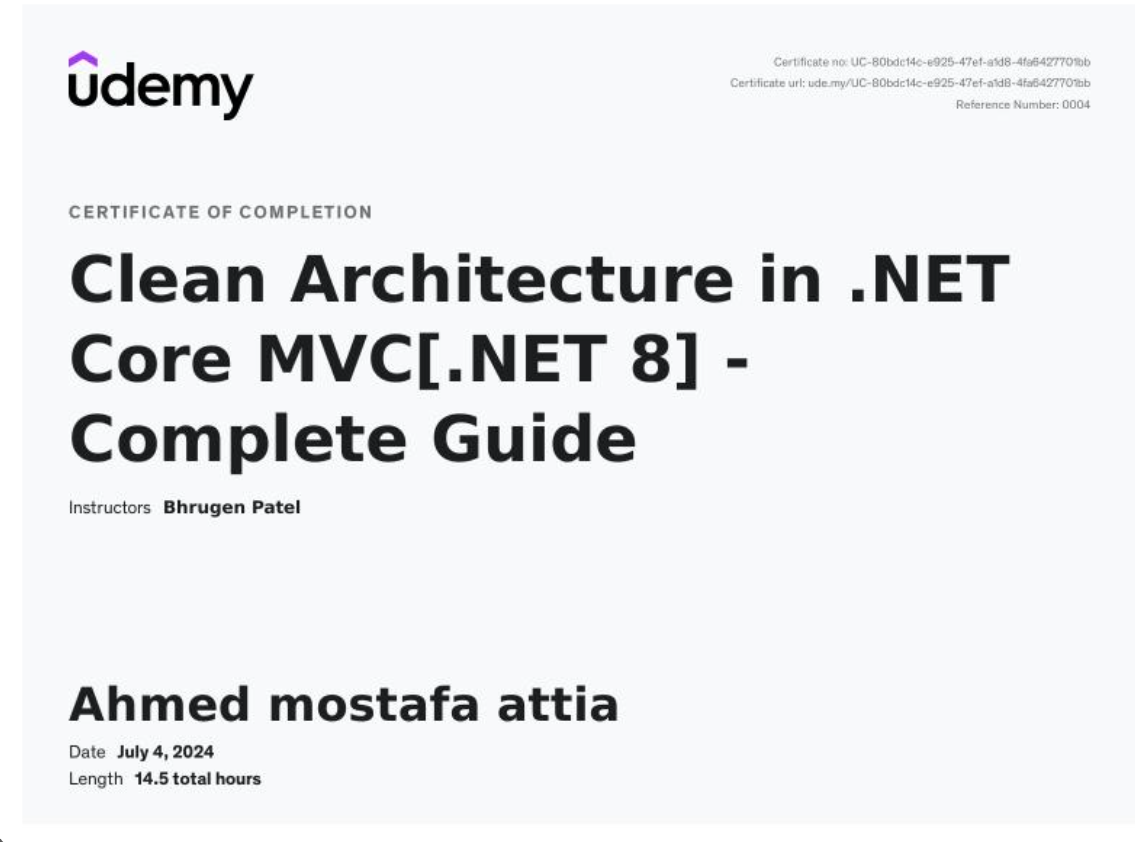 udemy
Certificate no: UC-80bdc14c-e925-47ef-a1d8-4fa6427701bb
Certificate url: ude.my/UC-80bdc14c-e925-47ef-a1d8-4fa6427701bb
Reference Number: 0004
CERTIFICATE OF COMPLETION
Clean Architecture in .NET
Core MVC[.NET 8] -
Complete Guide
Instructors Bhrugen Patel
Ahmed mostafa attia
Date July 4, 2024
Length 14.5 total hours